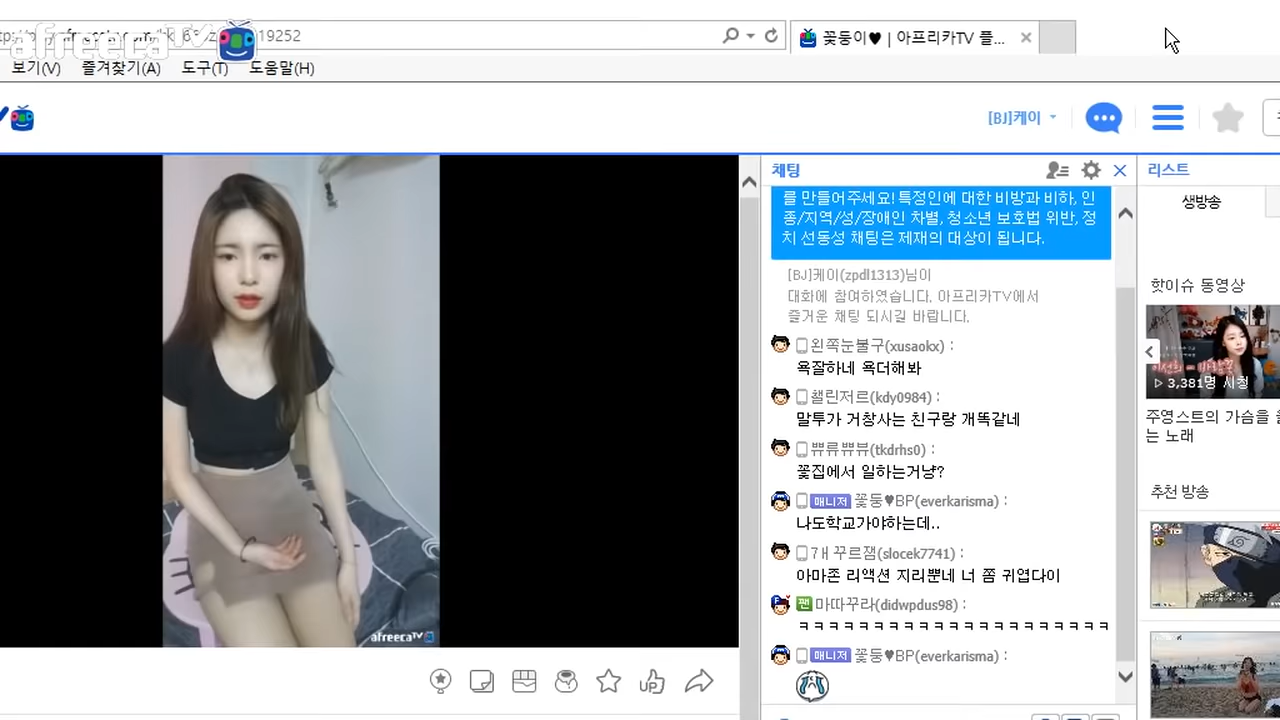 afreecaTV
19252
꽃둥이♥ | 아프리카TV 플...
보기(V) 즐겨찾기(A) 도구(T) 도움말(H)
[BJ]케이
채팅
리스트
를 만들어주세요! 특정인에 대한 비방과 비하, 인
종/지역/성/장애인 차별, 청소년 보호법 위반, 정
치 선동성 채팅은 제재의 대상이 됩니다.
생방송
[BJ]케이(zpdl1313)님이
대화에 참여하였습니다. 아프리카TV에서
즐거운 채팅 되시길 바랍니다.
핫이슈 동영상
왼쪽눈불구(xusaokx) :
욕잘하네 욕더해봐
3,381명 시청
챌린저르(kdy0984) :
말투가 거창사는 친구랑 개똑같네
주영스트의 가슴을
는 노래
쀼류쀼뷰(tkdrhs0) :
꽃집에서 일하는거냥?
추천 방송
매니저 꽃둥♥BP(everkarisma) :
나도학교가야하는데..
7개 꾸르잼(slocek7741) :
아마존 리액션 지리뿐네 너 쫌 귀엽다이
팬 마따꾸라(didwpdus98) :
ㅋㅋㅋㅋㅋㅋㅋㅋㅋㅋㅋㅋㅋㅋㅋㅋㅋㅋㅋㅋㅋ
매니저 꽃둥♥BP(everkarisma) :
afreecaTV